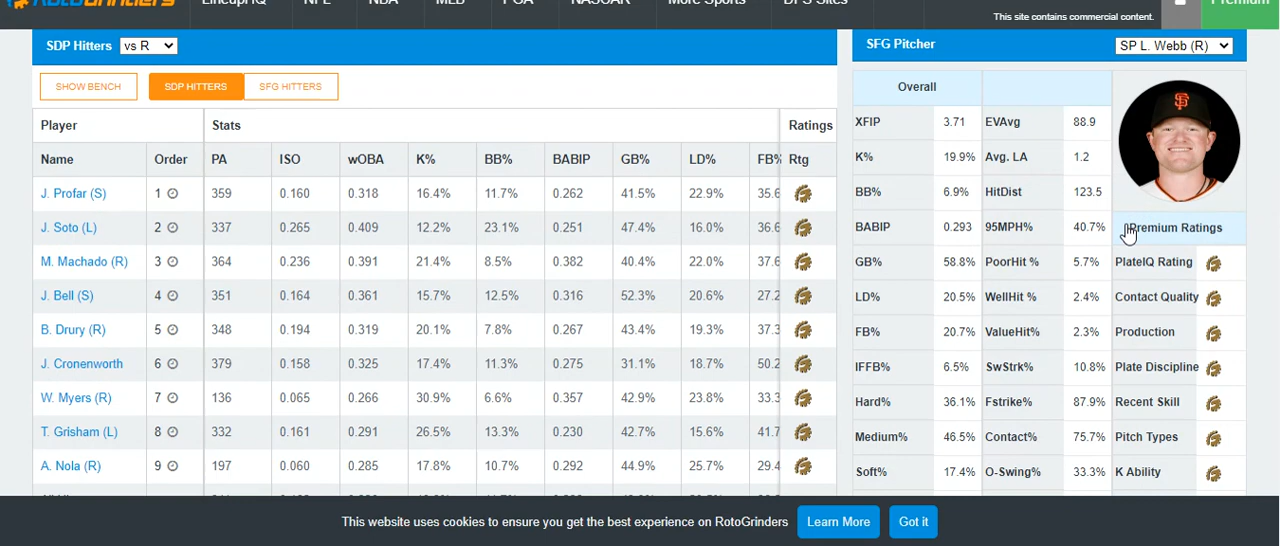 RotoGrinders LineupHQ NFL NBA MLB PGA NASCAR More Sports DFS Sites Premium
This site contains commercial content.
SDP Hitters vs R
SFG Pitcher SP L. Webb (R)
SHOW BENCH SDP HITTERS SFG HITTERS
Player Stats Ratings
Name Order PA ISO wOBA K% BB% BABIP GB% LD% FB% Rtg
J. Profar (S) 1 359 0.160 0.318 16.4% 11.7% 0.262 41.5% 22.9% 35.6
J. Soto (L) 2 337 0.265 0.409 12.2% 23.1% 0.251 47.4% 16.0% 36.6
M. Machado (R) 3 364 0.236 0.391 21.4% 8.5% 0.382 40.4% 22.0% 37.6
J. Bell (S) 4 351 0.164 0.361 15.7% 12.5% 0.316 52.3% 20.6% 27.2
B. Drury (R) 5 348 0.194 0.319 20.1% 7.8% 0.267 43.4% 19.3% 37.3
J. Cronenworth 6 379 0.158 0.325 17.4% 11.3% 0.275 31.1% 18.7% 50.2
W. Myers (R) 7 136 0.065 0.266 30.9% 6.6% 0.357 42.9% 23.8% 33.3
T. Grisham (L) 8 332 0.161 0.291 26.5% 13.3% 0.230 42.7% 15.6% 41.7
A. Nola (R) 9 197 0.060 0.285 17.8% 10.7% 0.292 44.9% 25.7% 29.4
Overall
XFIP 3.71 EVAvg 88.9
K% 19.9% Avg. LA 1.2
BB% 6.9% HitDist 123.5
BABIP 0.293 95MPH% 40.7% Premium Ratings
GB% 58.8% PoorHit % 5.7% PlateIQ Rating
LD% 20.5% WellHit % 2.4% Contact Quality
FB% 20.7% ValueHit% 2.3% Production
IFFB% 6.5% SwStrk% 10.8% Plate Discipline
Hard% 36.1% Fstrike% 87.9% Recent Skill
Medium% 46.5% Contact% 75.7% Pitch Types
Soft% 17.4% O-Swing% 33.3% K Ability
This website uses cookies to ensure you get the best experience on RotoGrinders Learn More Got it